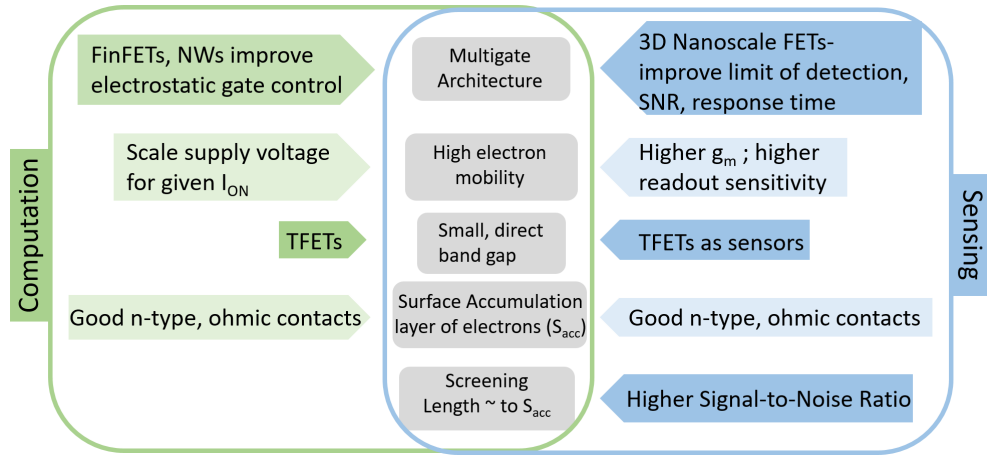 Computation
FinFETs, NWs improve
electrostatic gate control
Scale supply voltage
for given I_ON
TFETs
Good n-type, ohmic contacts
Multigate
Architecture
High electron
mobility
Small, direct
band gap
Surface Accumulation
layer of electrons (S_acc)
Screening
Length ~ to S_acc
3D Nanoscale FETs-
improve limit of detection,
SNR, response time
Higher g_m ; higher
readout sensitivity
TFETs as sensors
Good n-type, ohmic contacts
Higher Signal-to-Noise Ratio
Sensing